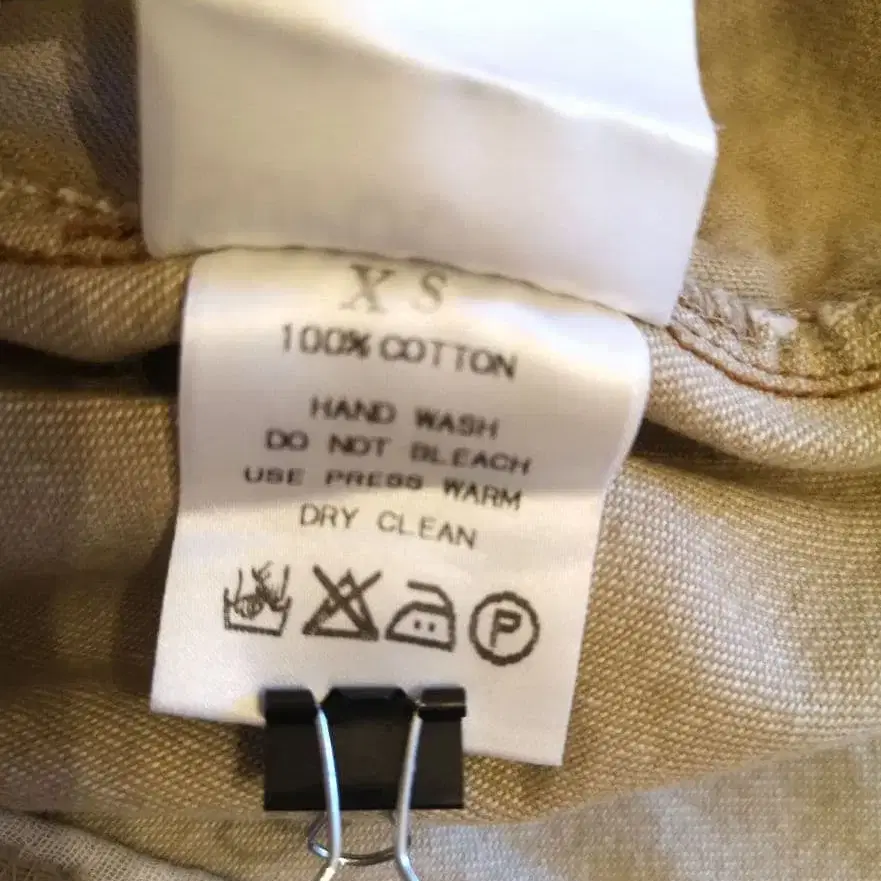 XS
100% COTTON
HAND WASH
DO NOT BLEACH
USE PRESS WARM
DRY CLEAN
P